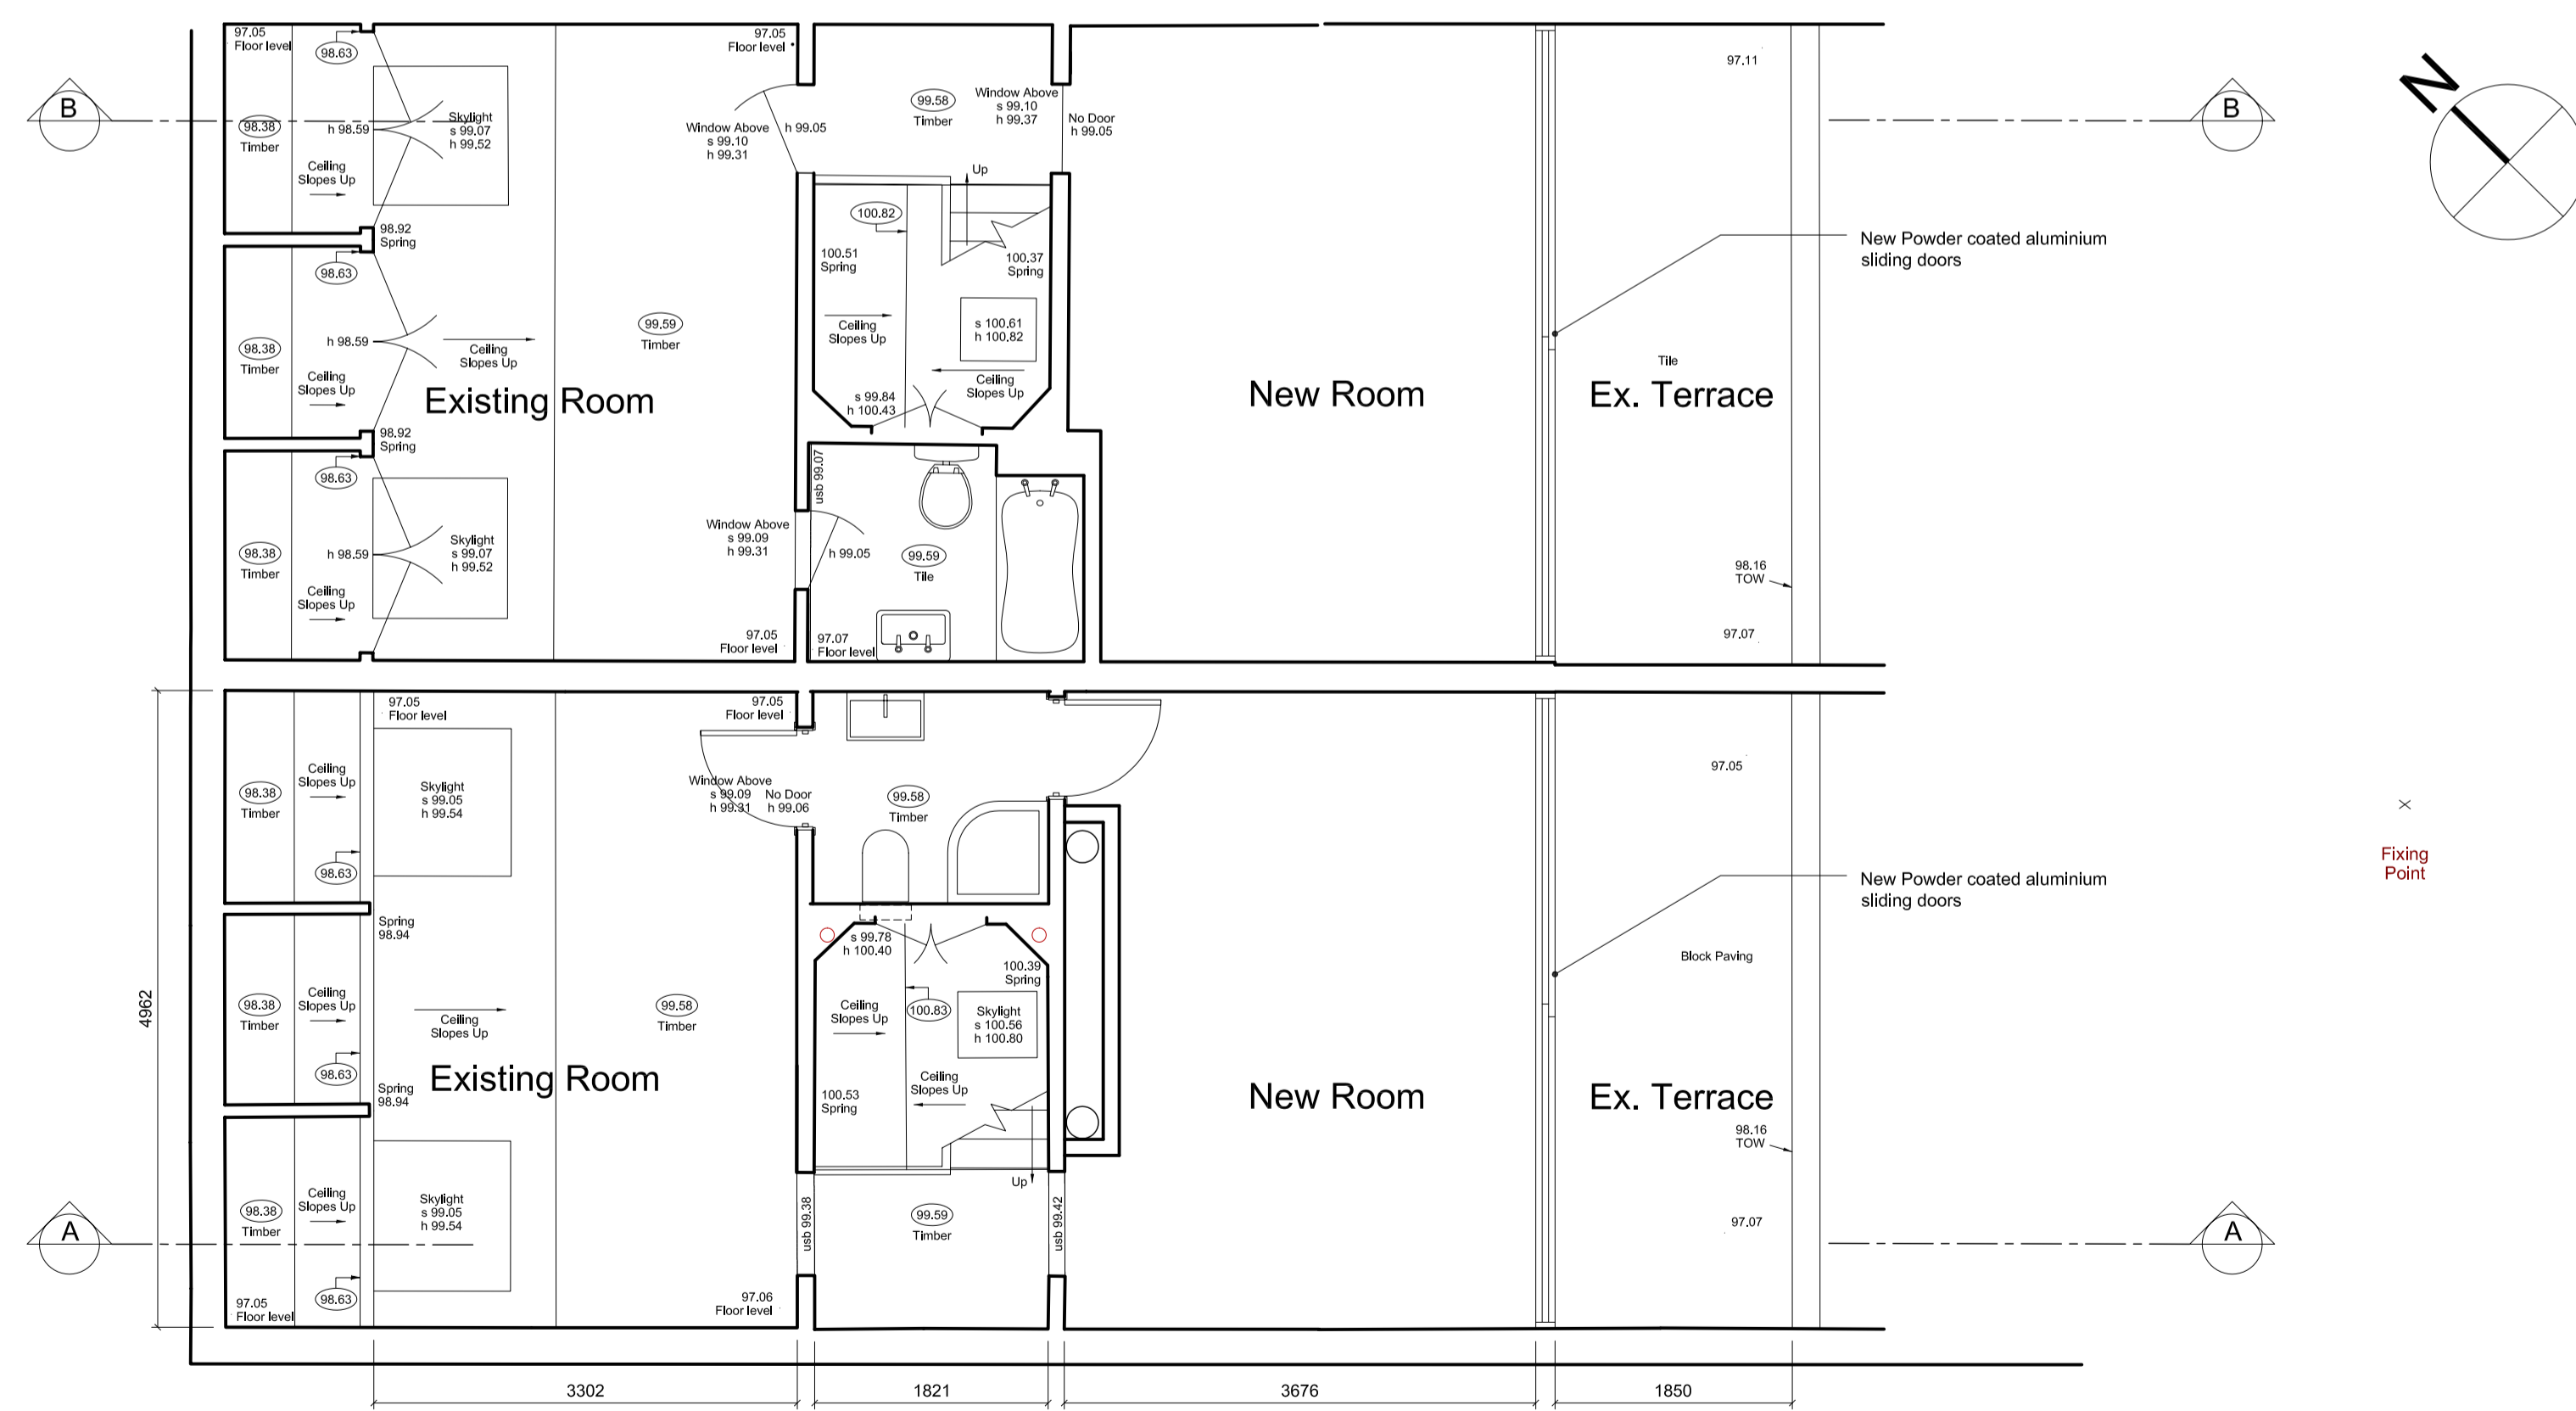 97.05
Floor level
98.63
97.05
Floor level
97.11
N
B
98.38
Timber
h 98.59
Skylight
s 99.07
h 99.52
Ceiling
Slopes Up
Window Above
s 99.10
h 99.31
h 99.05
99.58
Timber
Window Above
s 99.10
h 99.37
No Door
h 99.05
B
Up
98.92
Spring
98.63
100.82
100.51
Spring
100.37
Spring
New Powder coated aluminium
sliding doors
98.38
Timber
h 98.59
Ceiling
Slopes Up
Ceiling
Slopes Up
99.59
Timber
Ceiling
Slopes Up
s 100.61
h 100.82
Ceiling
Slopes Up
s 99.84
h 100.43
Existing Room
New Room
Tile
Ex. Terrace
98.92
Spring
98.63
usb 99.07
98.38
Timber
h 98.59
Skylight
s 99.07
h 99.52
Ceiling
Slopes Up
Window Above
s 99.09
h 99.31
h 99.05
99.59
Tile
98.16
TOW
97.05
Floor level
97.07
Floor level
97.07
97.05
Floor level
97.05
Floor level
98.38
Timber
Ceiling
Slopes Up
98.63
Skylight
s 99.05
h 99.54
Window Above
s 99.09
h 99.31
No Door
h 99.06
99.58
Timber
97.05
Fixing
Point
New Powder coated aluminium
sliding doors
Spring
98.94
s 99.78
h 100.40
100.39
Spring
Block Paving
4962
98.38
Timber
Ceiling
Slopes Up
98.63
Ceiling
Slopes Up
99.58
Timber
Ceiling
Slopes Up
100.83
Skylight
s 100.56
h 100.80
Ceiling
Slopes Up
Spring
98.94
100.53
Spring
Existing Room
New Room
Ex. Terrace
98.16
TOW
Up
A
98.38
Timber
Ceiling
Slopes Up
98.63
Skylight
s 99.05
h 99.54
usb 99.38
99.59
Timber
usb 99.42
97.07
A
97.05
Floor level
97.06
Floor level
3302
1821
3676
1850